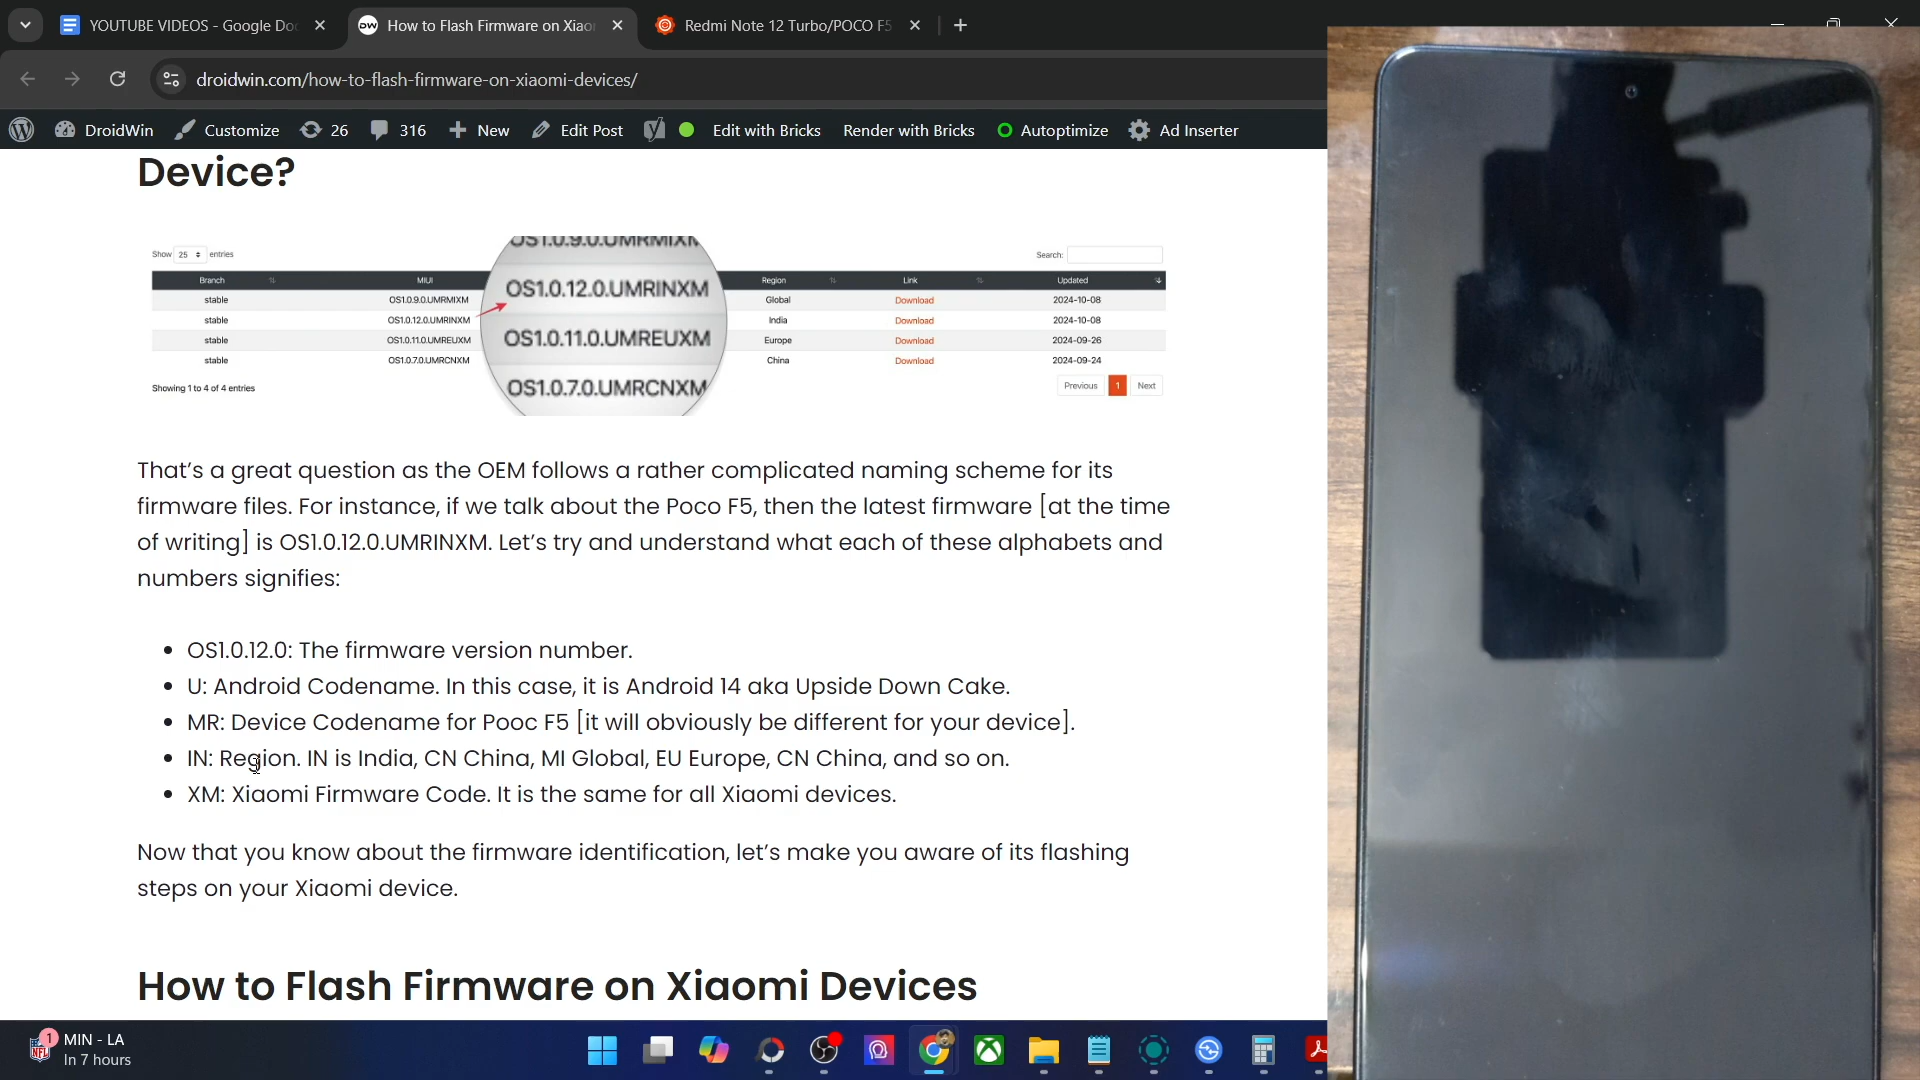 YOUTUBE VIDEOS - Google Do
How to Flash Firmware on Xiao
Redmi Note 12 Turbo/POCO F5
droidwin.com/how-to-flash-firmware-on-xiaomi-devices/
DroidWin
Customize
26
316
New
Edit Post
Edit with Bricks
Render with Bricks
Autoptimize
Ad Inserter
Device?
Show 25 entries
Search:
Branch MIUI Region Link Updated
stable OS1.0.9.0.UMRMIXM Global Download 2024-10-08
stable OS1.0.12.0.UMRINXM India Download 2024-10-08
stable OS1.0.11.0.UMREUXM Europe Download 2024-09-26
stable OS1.0.7.0.UMRCNXM China Download 2024-09-24
OS1.0.9.0.UMRMIXM
OS1.0.12.0.UMRINXM
OS1.0.11.0.UMREUXM
OS1.0.7.0.UMRCNXM
Showing 1 to 4 of 4 entries
Previous 1 Next
That's a great question as the OEM follows a rather complicated naming scheme for its
firmware files. For instance, if we talk about the Poco F5, then the latest firmware [at the time
of writing] is OS1.0.12.0.UMRINXM. Let's try and understand what each of these alphabets and
numbers signifies:
• OS1.0.12.0: The firmware version number.
• U: Android Codename. In this case, it is Android 14 aka Upside Down Cake.
• MR: Device Codename for Pooc F5 [it will obviously be different for your device].
• IN: Region. IN is India, CN China, MI Global, EU Europe, CN China, and so on.
• XM: Xiaomi Firmware Code. It is the same for all Xiaomi devices.
Now that you know about the firmware identification, let's make you aware of its flashing
steps on your Xiaomi device.
How to Flash Firmware on Xiaomi Devices
1
NFL
MIN - LA
In 7 hours